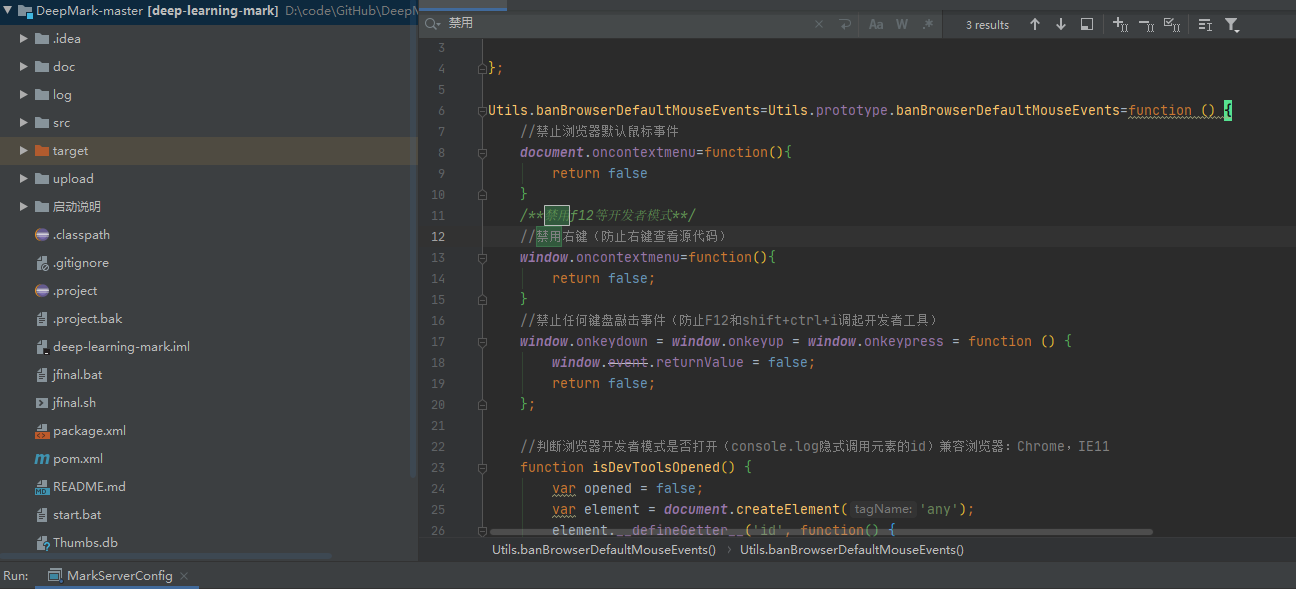 DeepMark-master [deep-learning-mark] D:\code\GitHub\DeepM
.idea
doc
log
src
target
upload
启动说明
.classpath
.gitignore
.project
.project.bak
deep-learning-mark.iml
jfinal.bat
jfinal.sh
package.xml
pom.xml
README.md
start.bat
Thumbs.db
禁用 Aa W .* 3 results
3
4 };
5
6 Utils.banBrowserDefaultMouseEvents=Utils.prototype.banBrowserDefaultMouseEvents=function () {
7 //禁止浏览器默认鼠标事件
8 document.oncontextmenu=function(){
9 return false
10 }
11 /**禁用f12等开发者模式**/
12 //禁用右键（防止右键查看源代码）
13 window.oncontextmenu=function(){
14 return false;
15 }
16 //禁止任何键盘敲击事件（防止F12和shift+ctrl+i调起开发者工具）
17 window.onkeydown = window.onkeyup = window.onkeypress = function () {
18 window.event.returnValue = false;
19 return false;
20 };
21
22 //判断浏览器开发者模式是否打开（console.log隐式调用元素的id）兼容浏览器：Chrome，IE11
23 function isDevToolsOpened() {
24 var opened = false;
25 var element = document.createElement( tagName: 'any');
26 element.__defineGetter__('id', function() {
Utils.banBrowserDefaultMouseEvents() › Utils.banBrowserDefaultMouseEvents()
Run: MarkServerConfig